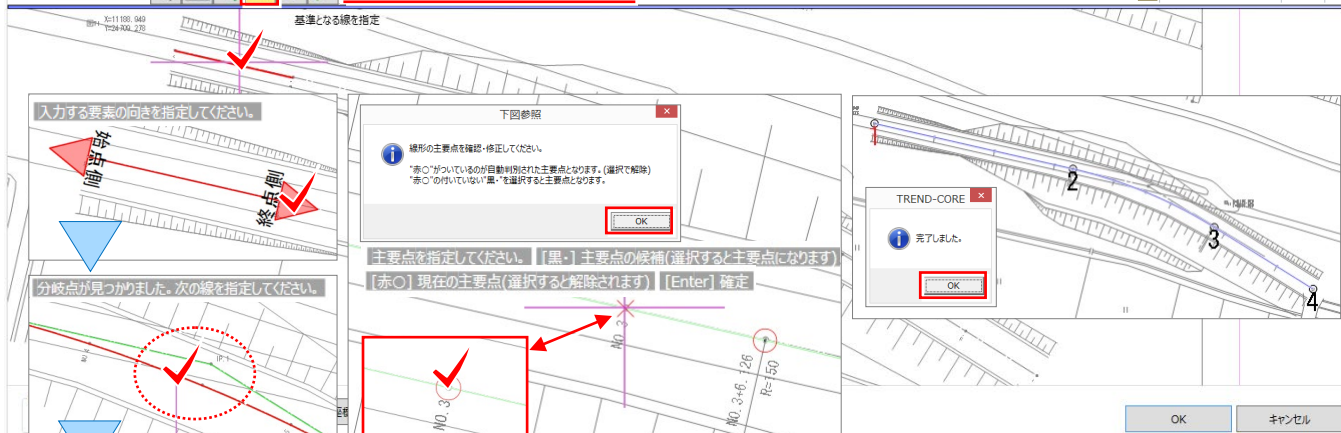 X=11188.949
Y=24709.278
基準となる線を指定
入力する要素の向きを指定してください。
始点側
終点側
分岐点が見つかりました。次の線を指定してください。
IP.1
下図参照
線形の主要点を確認・修正してください。
"赤○"がついているのが自動判別された主要点となります。(選択で解除)
"赤○"の付いていない"黒・"を選択すると主要点となります。
OK
主要点を指定してください。 [黒・] 主要点の候補(選択すると主要点になります)
[赤○] 現在の主要点(選択すると解除されます) [Enter] 確定
NO.3
NO.3
NO.3+6.126
R=150
1
2
3
4
TREND-CORE
完了しました。
OK
OK
キャンセル